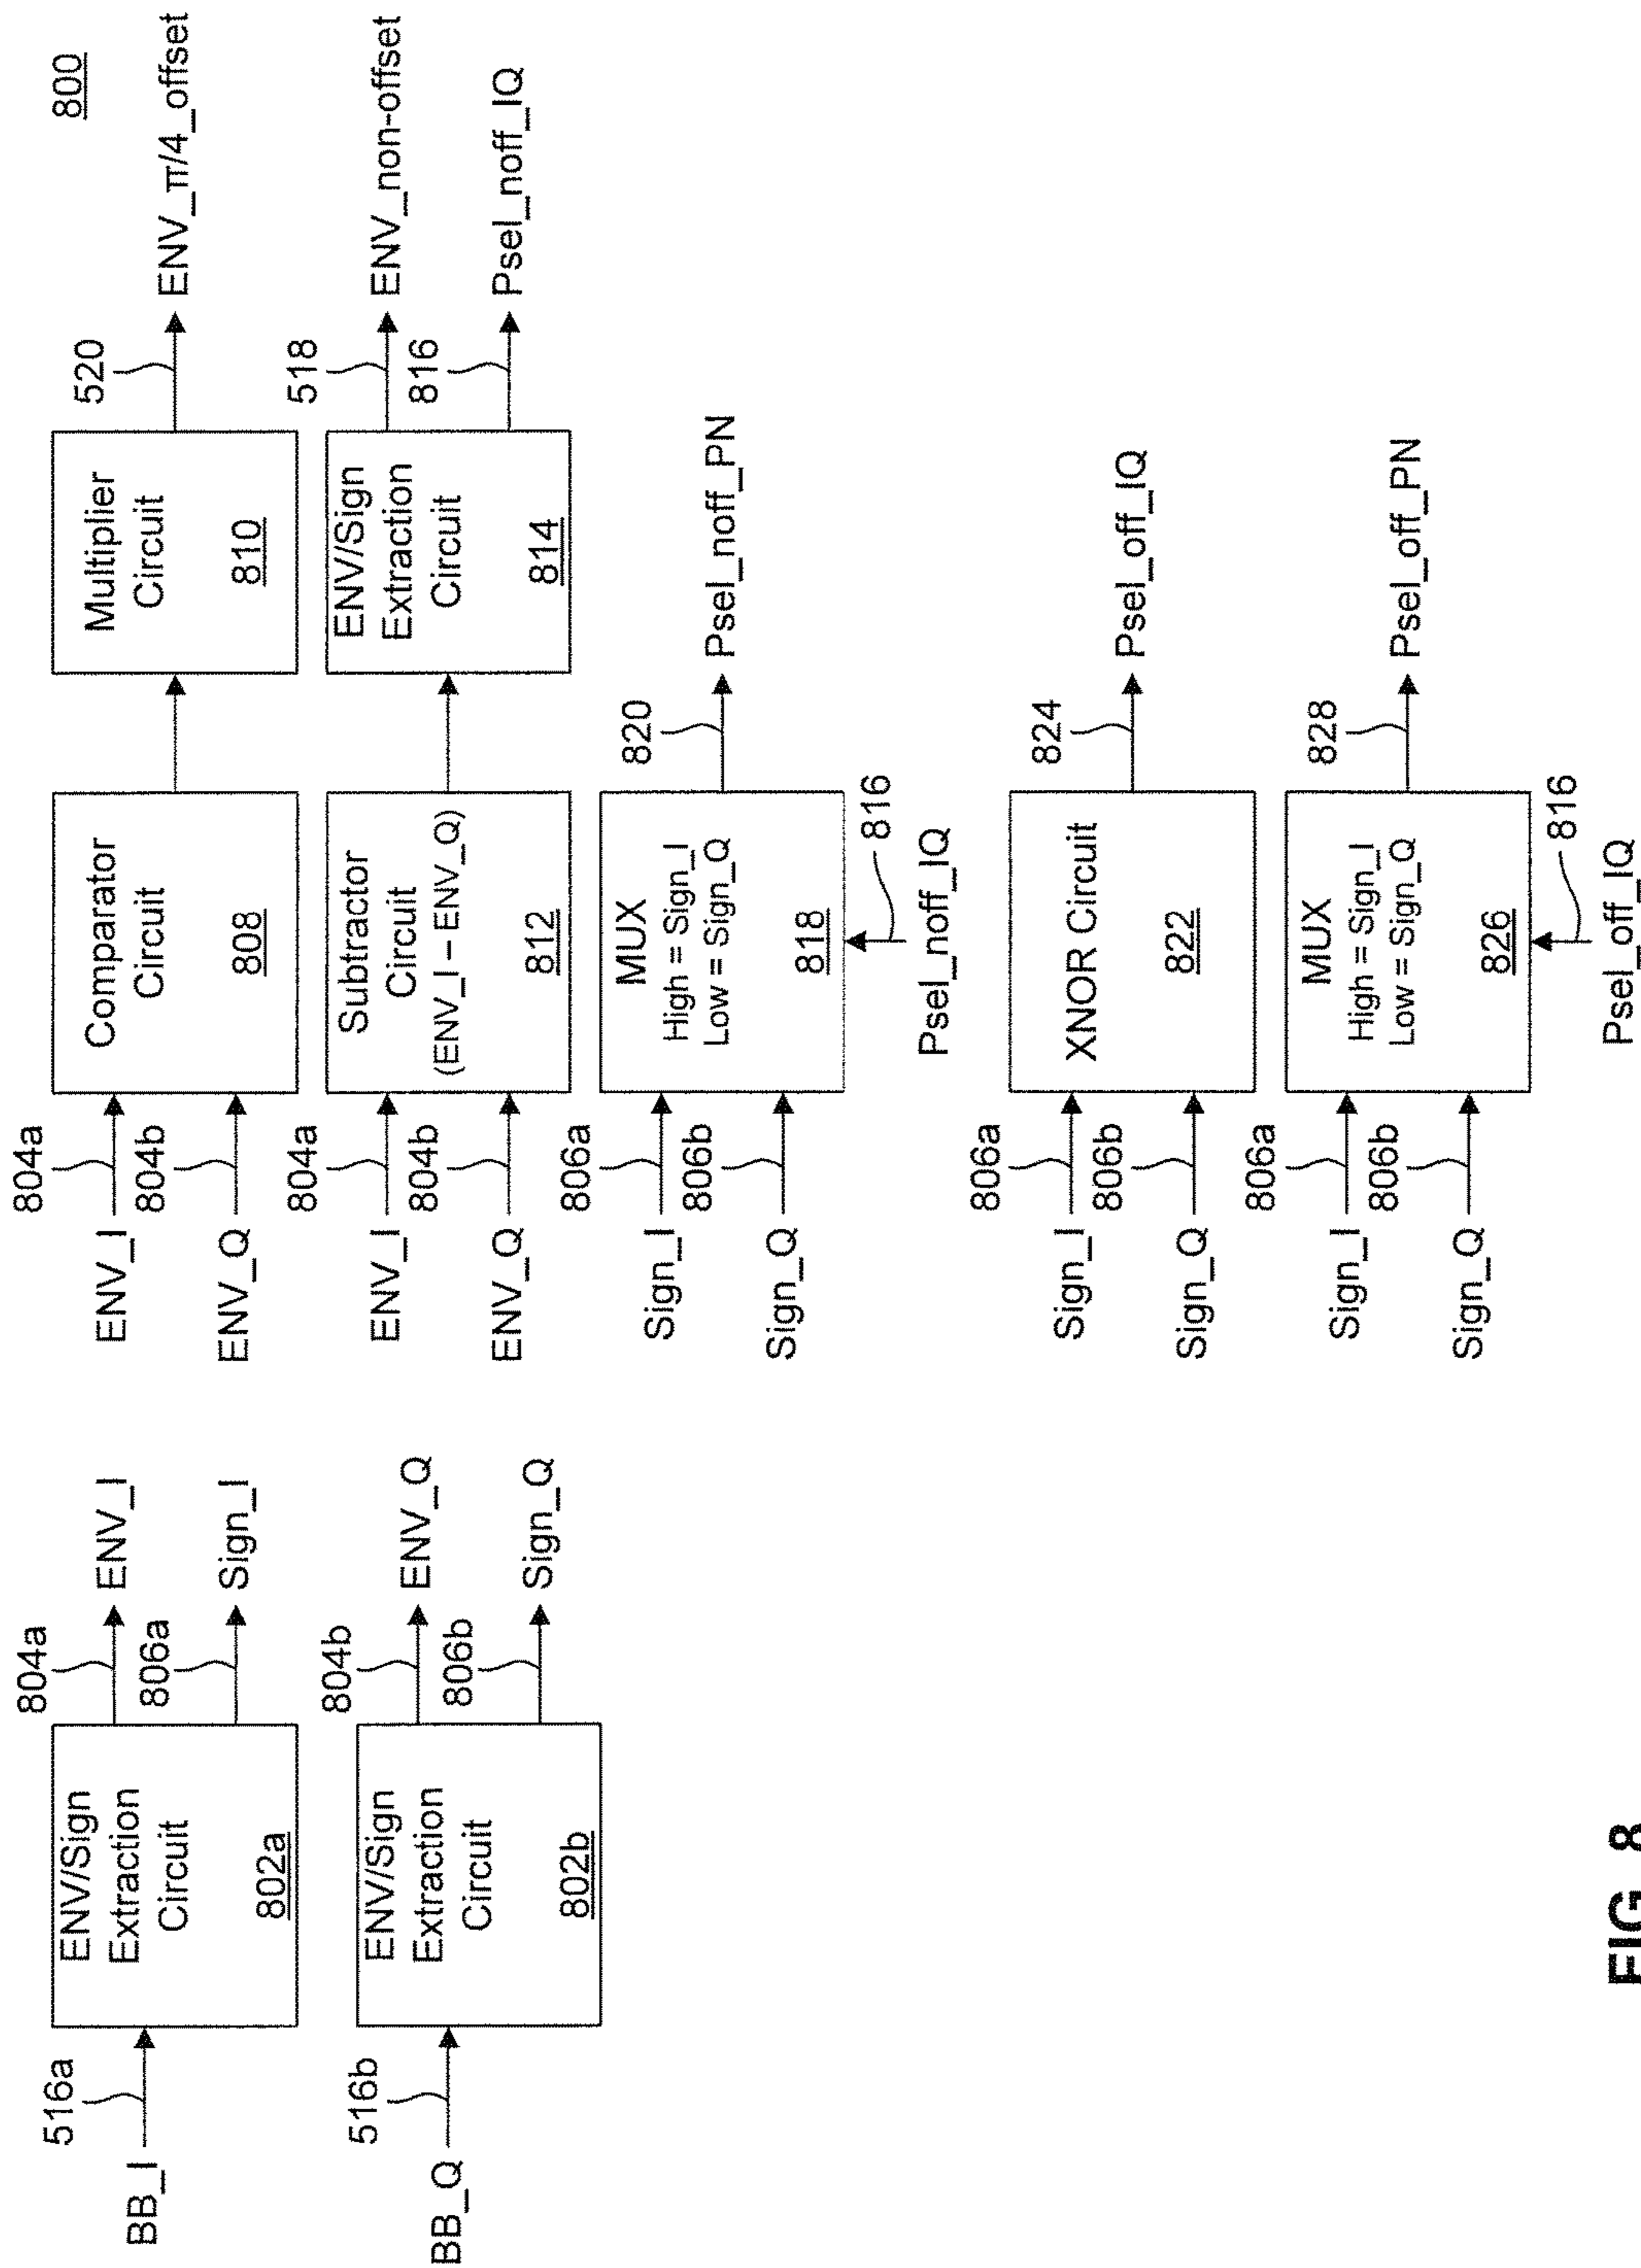 800
516a
BB_I
ENV/Sign
Extraction
Circuit
802a
804a
ENV_I
806a
Sign_I
516b
BB_Q
ENV/Sign
Extraction
Circuit
802b
804b
ENV_Q
806b
Sign_Q
804a
ENV_I
804b
ENV_Q
Comparator
Circuit
808
Multiplier
Circuit
810
520
ENV_π/4_offset
804a
ENV_I
804b
ENV_Q
Subtractor
Circuit
(ENV_I – ENV_Q)
812
ENV/Sign
Extraction
Circuit
814
518
ENV_non-offset
816
Psel_noff_IQ
806a
Sign_I
806b
Sign_Q
MUX
High = Sign_I
Low = Sign_Q
818
820
Psel_noff_PN
816
Psel_noff_IQ
806a
Sign_I
806b
Sign_Q
XNOR Circuit
822
824
Psel_off_IQ
806a
Sign_I
806b
Sign_Q
MUX
High = Sign_I
Low = Sign_Q
826
828
Psel_off_PN
816
Psel_off_IQ
FIG. 8